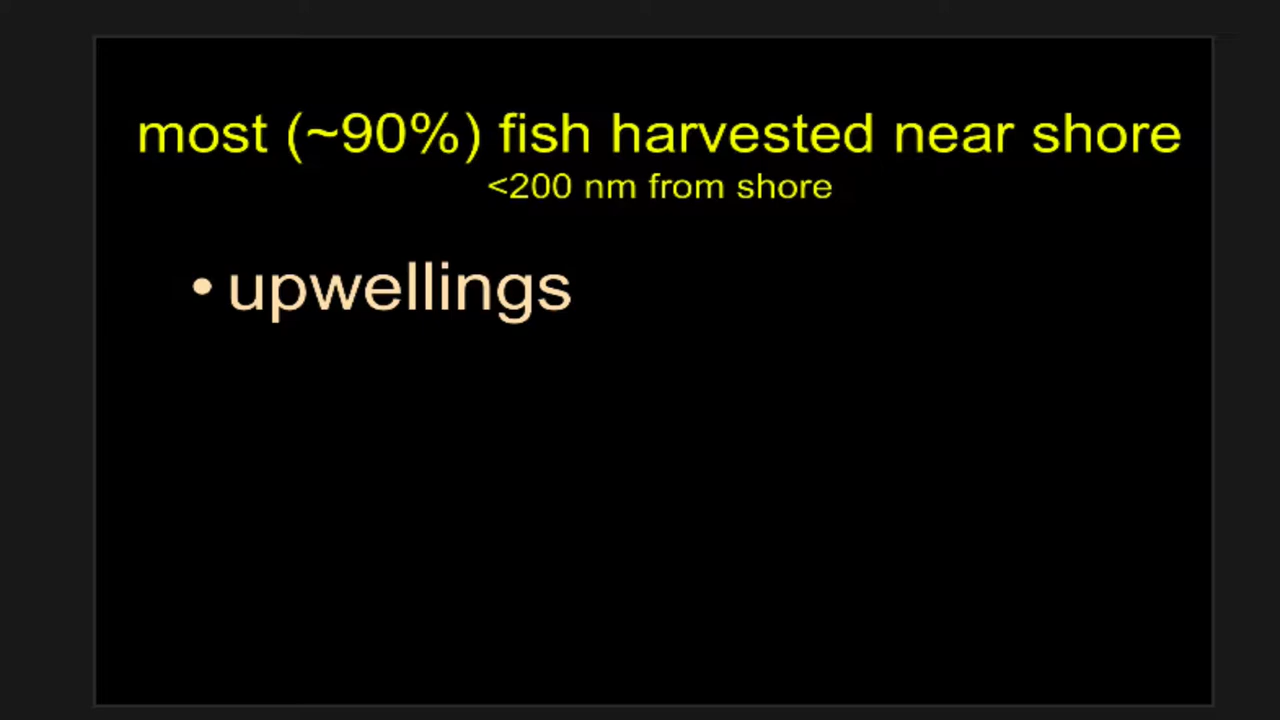 most (~90%) fish harvested near shore
<200 nm from shore
• upwellings